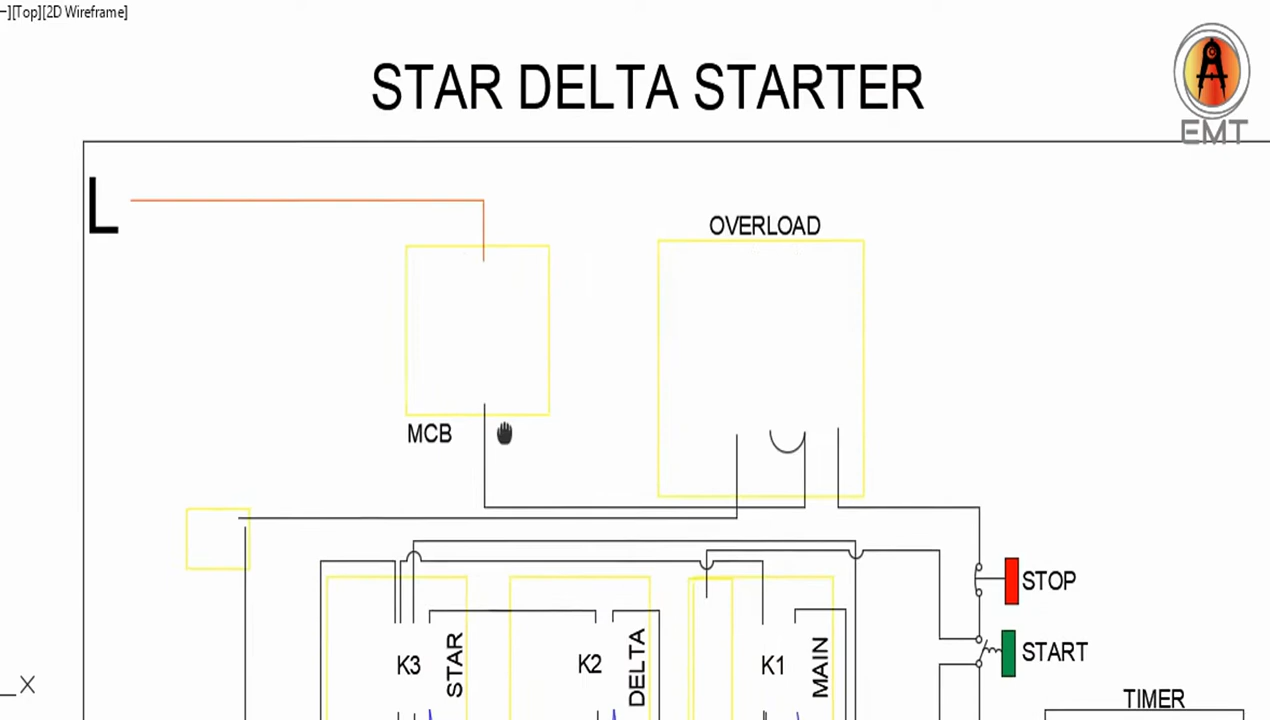 −][Top][2D Wireframe]
STAR DELTA STARTER
EMT
L
OVERLOAD
MCB
STOP
START
K3
STAR
K2
DELTA
K1
MAIN
TIMER
X